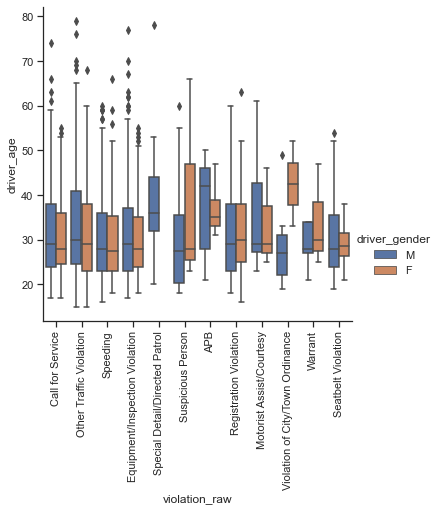 80
70
60
50
40
30
20
driver_age
Call for Service
Other Traffic Violation
Speeding
Equipment/Inspection Violation
Special Detail/Directed Patrol
Suspicious Person
APB
Registration Violation
Motorist Assist/Courtesy
Violation of City/Town Ordinance
Warrant
Seatbelt Violation
violation_raw
driver_gender
M
F